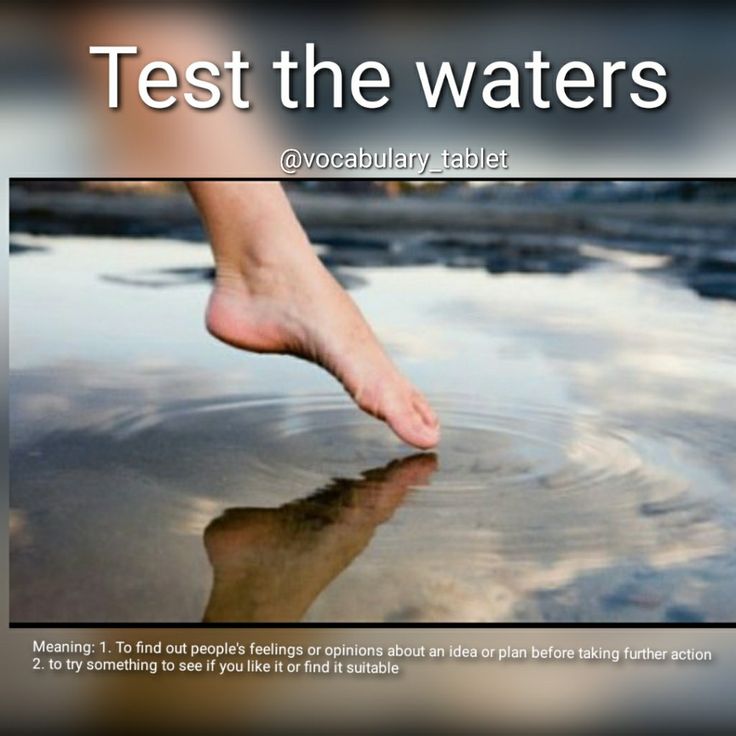 Test the waters
@vocabulary_tablet
Meaning: 1. To find out people's feelings or opinions about an idea or plan before taking further action
2. to try something to see if you like it or find it suitable